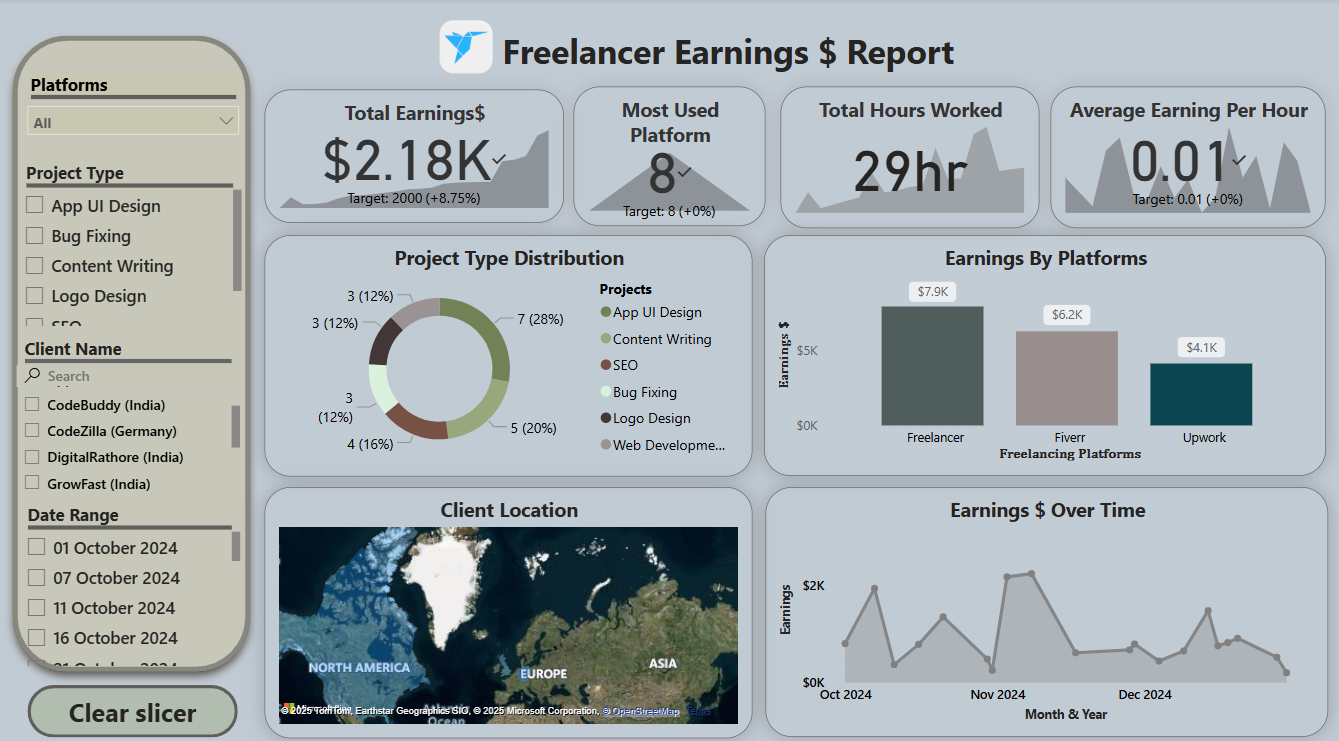 Freelancer Earnings $ Report
Platforms
All
Project Type
App UI Design
Bug Fixing
Content Writing
Logo Design
SEO
Client Name
Search
CodeBuddy (India)
CodeZilla (Germany)
DigitalRathore (India)
GrowFast (India)
Date Range
01 October 2024
07 October 2024
11 October 2024
16 October 2024
21 October 2024
Clear slicer
Total Earnings$
$2.18K
Target: 2000 (+8.75%)
Most Used
Platform
8
Target: 8 (+0%)
Total Hours Worked
29hr
Average Earning Per Hour
0.01
Target: 0.01 (+0%)
Project Type Distribution
3 (12%)
3 (12%)
3
(12%)
4 (16%)
7 (28%)
5 (20%)
Projects
App UI Design
Content Writing
SEO
Bug Fixing
Logo Design
Web Developme...
Earnings By Platforms
Earnings $
$5K
$0K
$7.9K
$6.2K
$4.1K
Freelancer
Fiverr
Upwork
Freelancing Platforms
Client Location
NORTH AMERICA
EUROPE
ASIA
Atlantic
Ocean
© 2025 TomTom, Earthstar Geographics SIO, © 2025 Microsoft Corporation, © OpenStreetMap Terms
Earnings $ Over Time
Earnings
$2K
$0K
Oct 2024
Nov 2024
Dec 2024
Month & Year